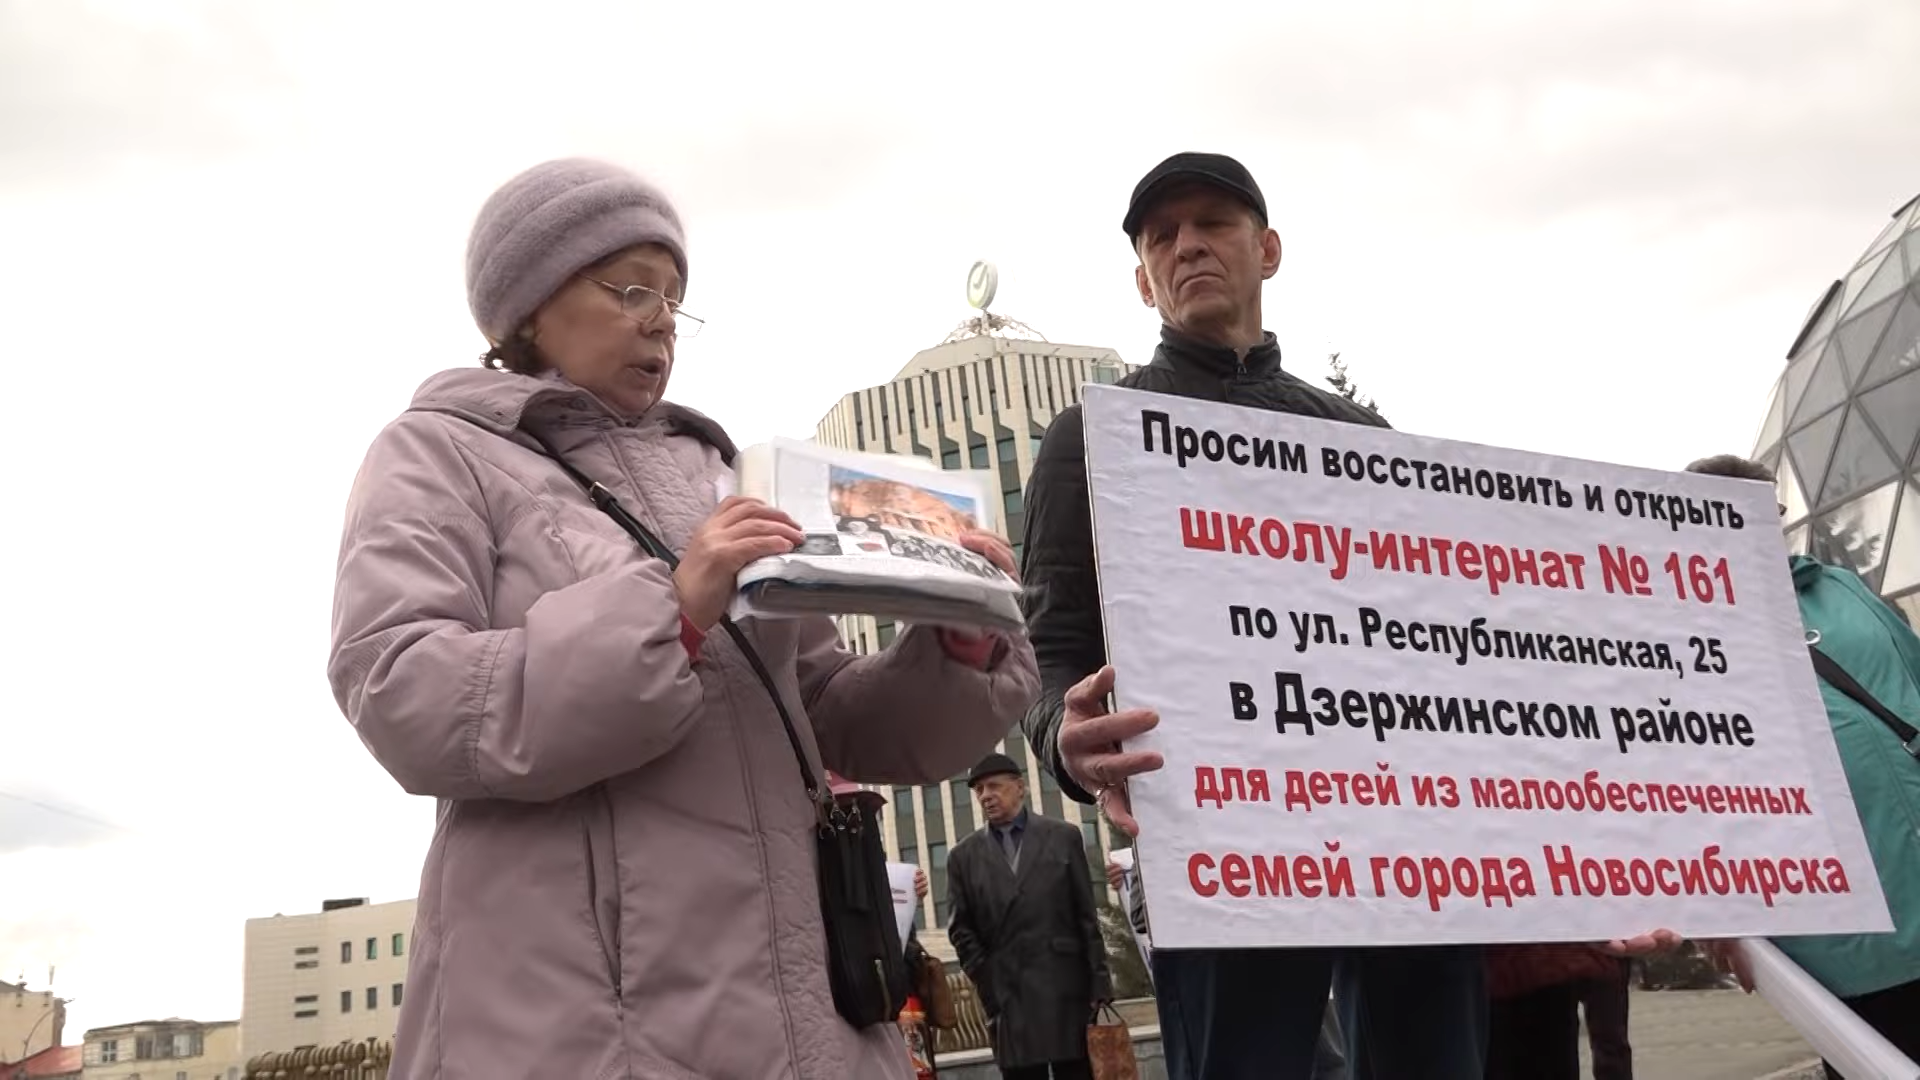 Просим восстановить и открыть
школу-интернат № 161
по ул. Республиканская, 25
в Дзержинском районе
для детей из малообеспеченных
семей города Новосибирска